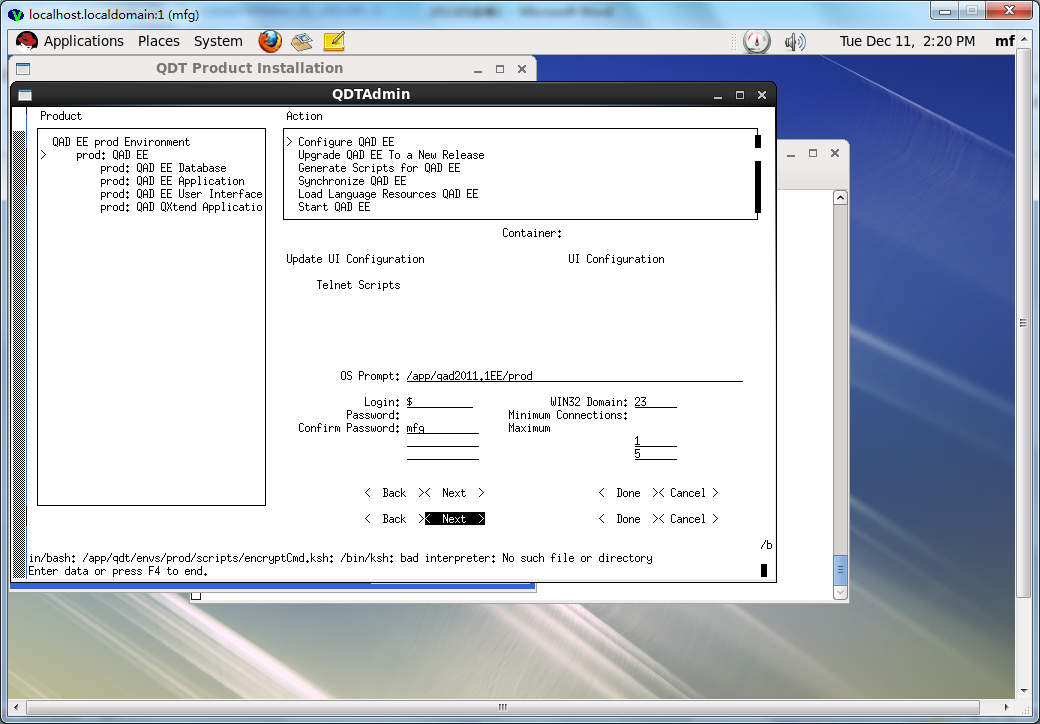 localhost.localdomain:1 (mfg)
Applications Places System Tue Dec 11, 2:20 PM mf
QDT Product Installation
QDTAdmin
Product Action
QAD EE prod Environment
> prod: QAD EE
prod: QAD EE Database
prod: QAD EE Application
prod: QAD EE User Interface
prod: QAD QXtend Applicatio
> Configure QAD EE
Upgrade QAD EE To a New Release
Generate Scripts for QAD EE
Synchronize QAD EE
Load Language Resources QAD EE
Start QAD EE
Container:
Update UI Configuration UI Configuration
Telnet Scripts
OS Prompt: /app/qad2011.1EE/prod
Login: $ WIN32 Domain: 23
Password: Minimum Connections:
Confirm Password: mfg Maximum
1
5
< Back >< Next > < Done >< Cancel >
< Back >< Next > < Done >< Cancel >
/b
in/bash: /app/qdt/envs/prod/scripts/encryptCmd.ksh: /bin/ksh: bad interpreter: No such file or directory
Enter data or press F4 to end.